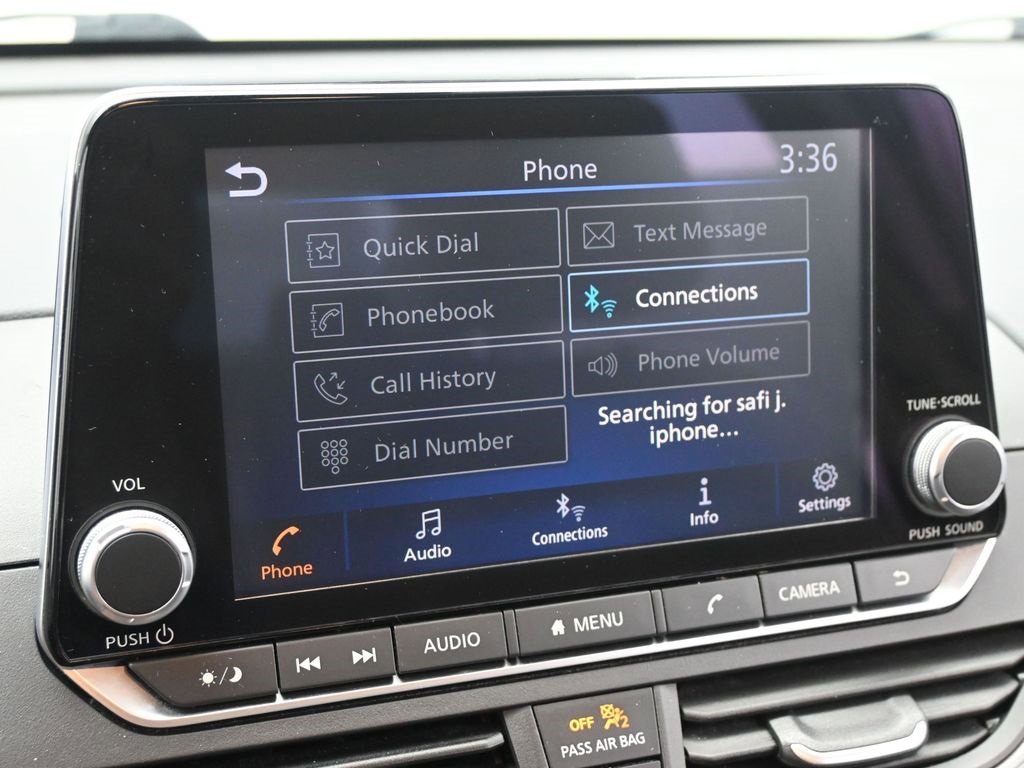 Phone
3:36
Quick Dial
Text Message
Phonebook
Connections
Call History
Phone Volume
Dial Number
Searching for safi j.
iphone...
Phone
Audio
Connections
Info
Settings
VOL
PUSH
TUNE·SCROLL
PUSH SOUND
AUDIO
MENU
CAMERA
OFF
2
PASS AIR BAG